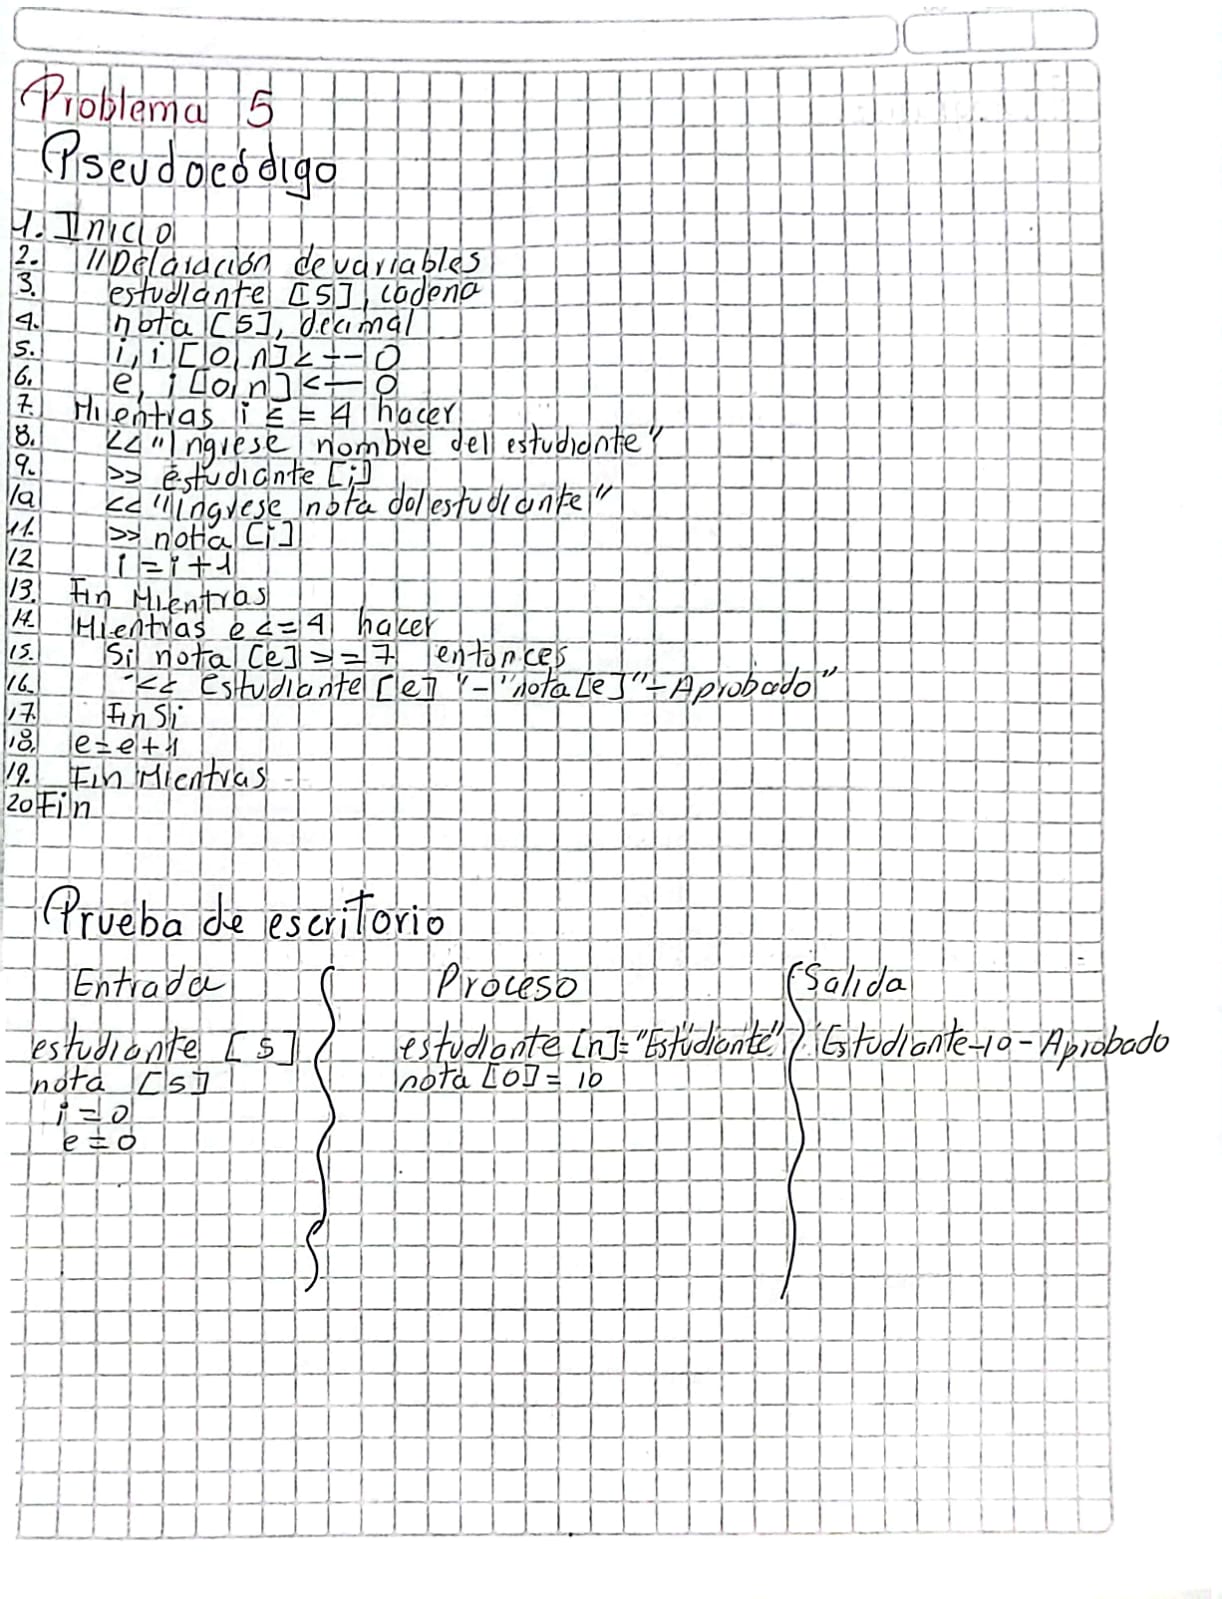 Problema 5
Pseudocódigo
1. Inicio
2. //Delaración de variables
3. estudiante [5], cadena
4. nota [5], decimal
5. i, i [0, n] <-- 0
6. e, i [0, n] <-- 0
7. Mientras i <= 4 hacer
8. << "Ingrese nombre del estudiante"
9. >> estudiante [i]
10 << "Ingrese nota del estudiante"
11. >> nota [i]
12 i = i + 1
13. Fin Mientras
14. Mientras e <= 4 hacer
15. Si nota [e] >= 7 entonces
16. << estudiante [e] "-" nota [e] "- Aprobado"
17. Fin Si
18. e = e + 1
19. Fin Mientras
20 Fin
Prueba de escritorio
Entrada Proceso Salida
estudiante [5] estudiante [n]= "Estudiante" Estudiante-10 - Aprobado
nota [5] nota [0] = 10
i = 0
e = 0